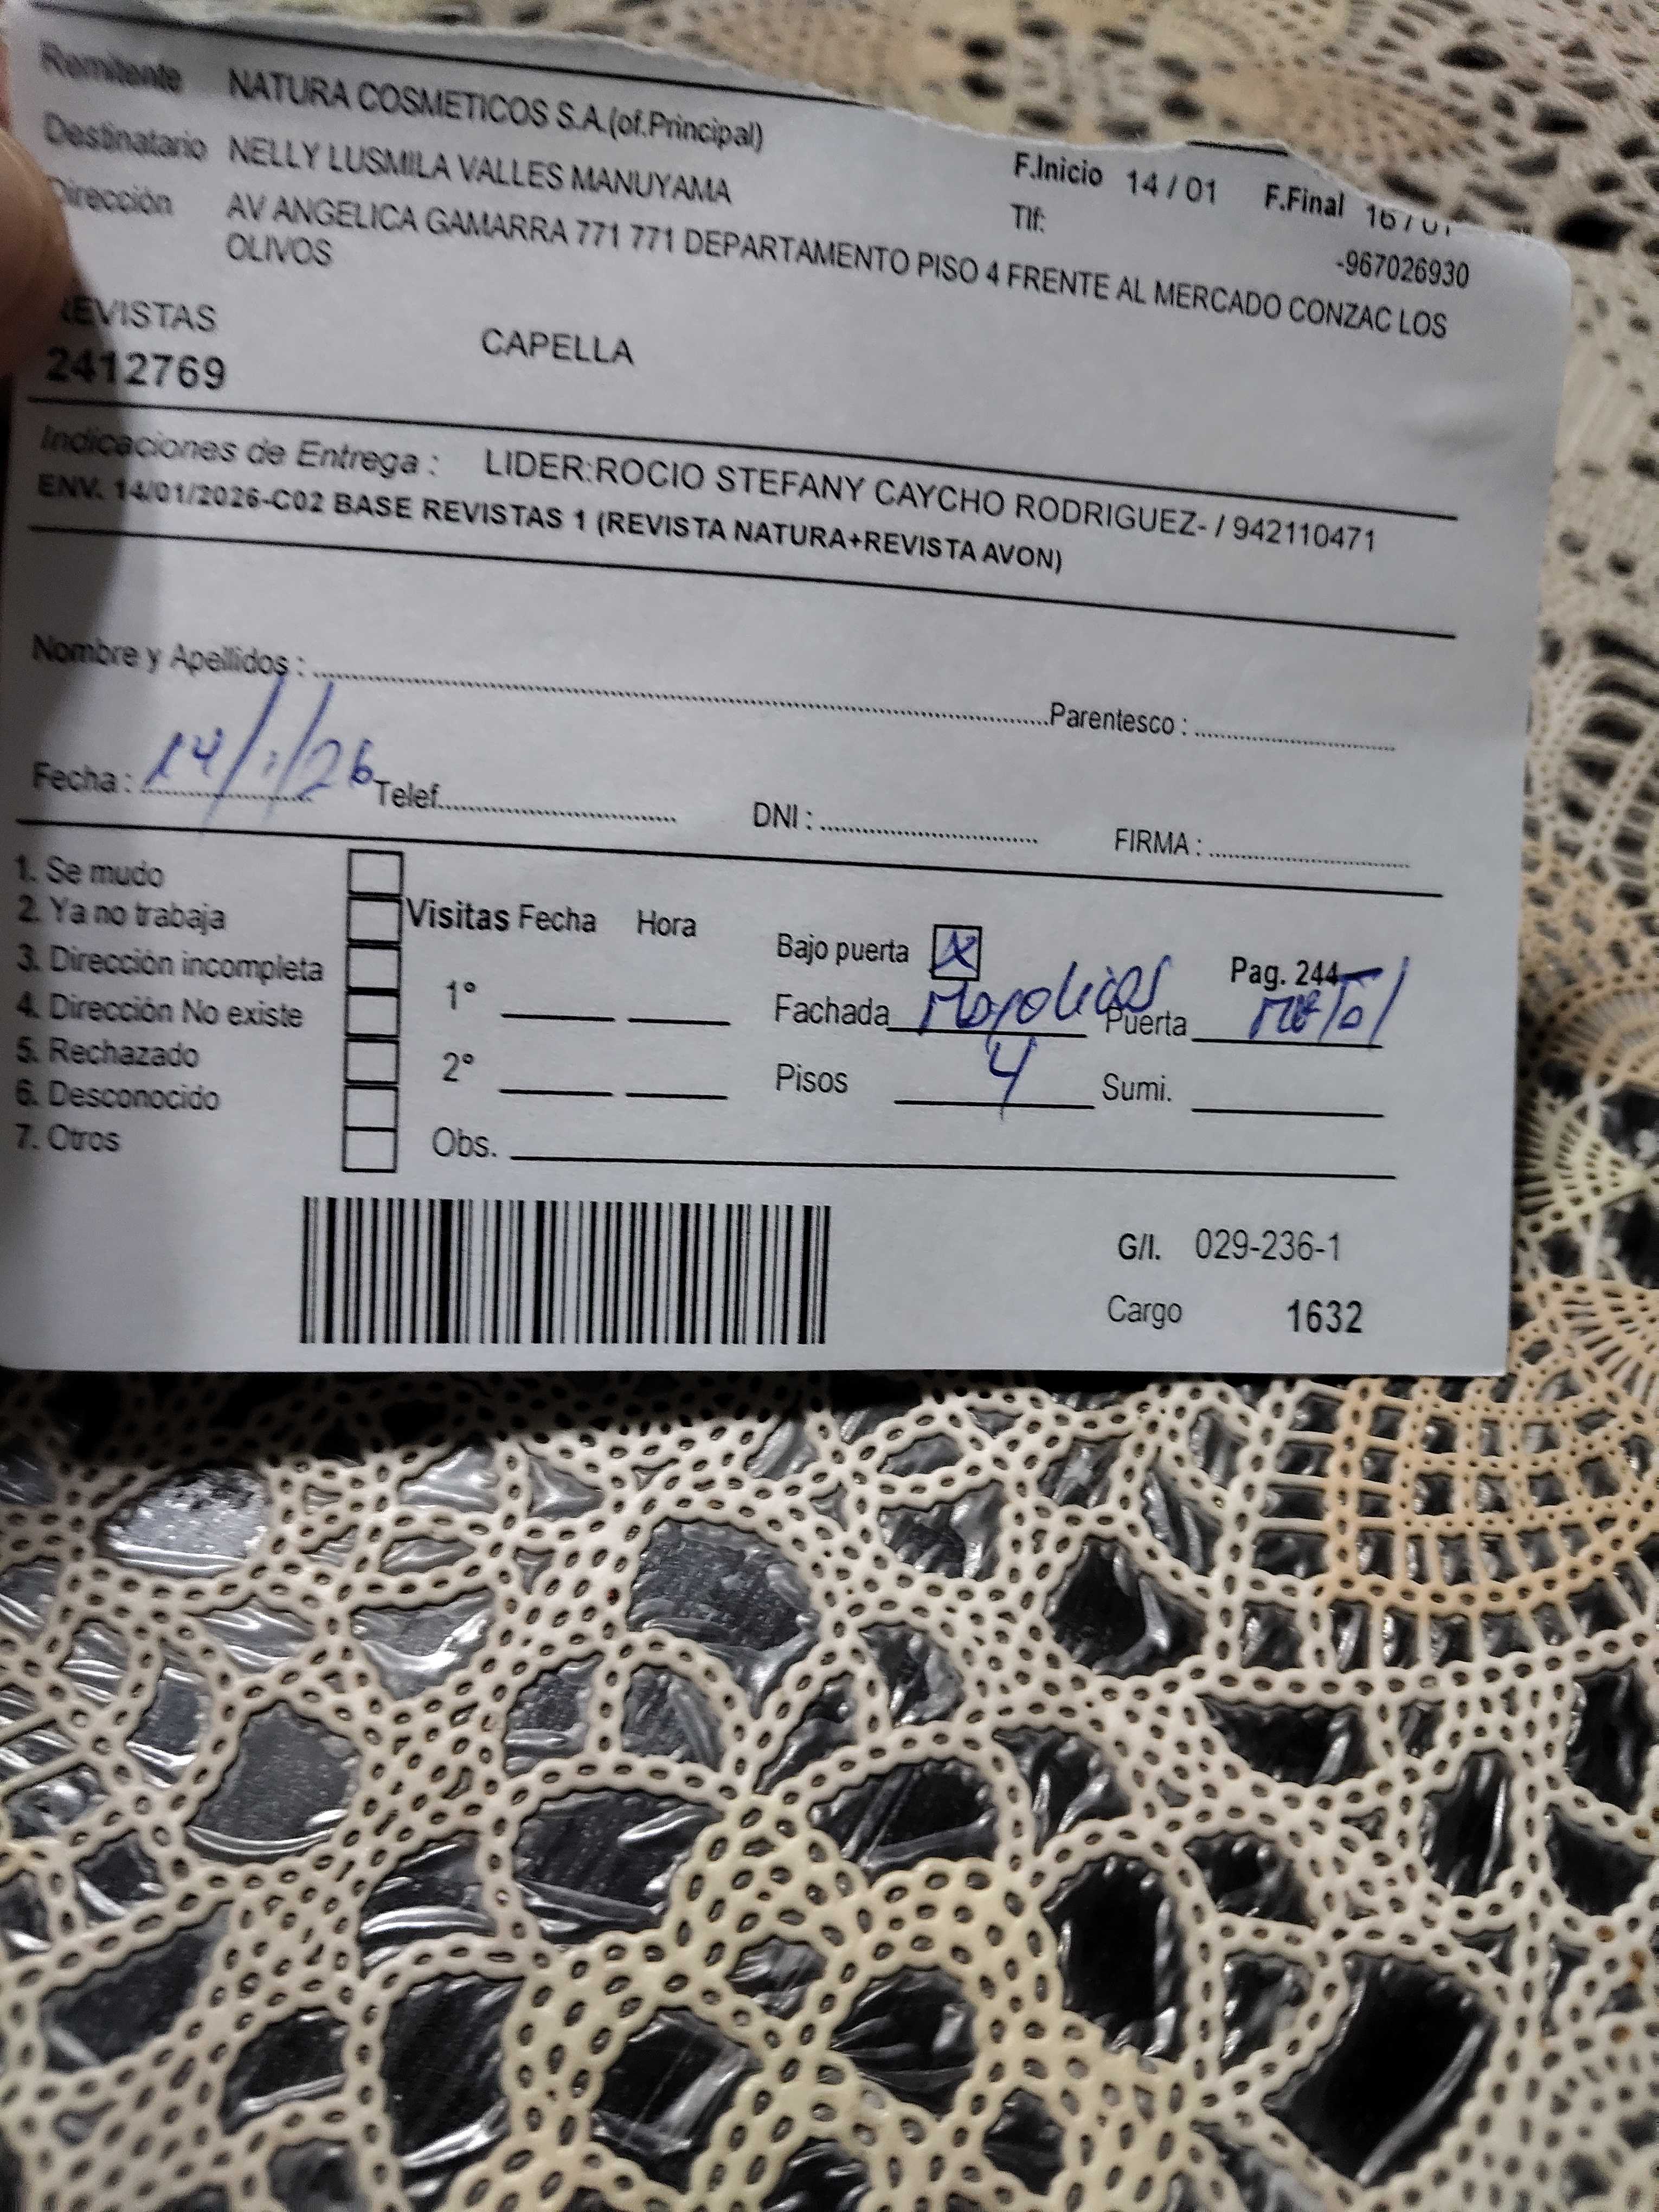 Remitente NATURA COSMETICOS S.A.(of.Principal)
Destinatario NELLY LUSMILA VALLES MANUYAMA
F.Inicio 14 / 01 F.Final 16 / 01
Tlf: -967026930
Dirección AV ANGELICA GAMARRA 771 771 DEPARTAMENTO PISO 4 FRENTE AL MERCADO CONZAC LOS
OLIVOS
REVISTAS
2412769 CAPELLA
Indicaciones de Entrega : LIDER:ROCIO STEFANY CAYCHO RODRIGUEZ- / 942110471
ENV. 14/01/2026-C02 BASE REVISTAS 1 (REVISTA NATURA+REVISTA AVON)
Nombre y Apellidos : Parentesco :
Fecha : 14/1/26 Telef. DNI : FIRMA :
1. Se mudo
2. Ya no trabaja
3. Dirección incompleta
4. Dirección No existe
5. Rechazado
6. Desconocido
7. Otros
Visitas Fecha Hora
1°
2°
Obs.
Bajo puerta X Pag. 244
Fachada Mayolicas Puerta Metal
Pisos 4 Sumi.
G/I. 029-236-1
Cargo 1632